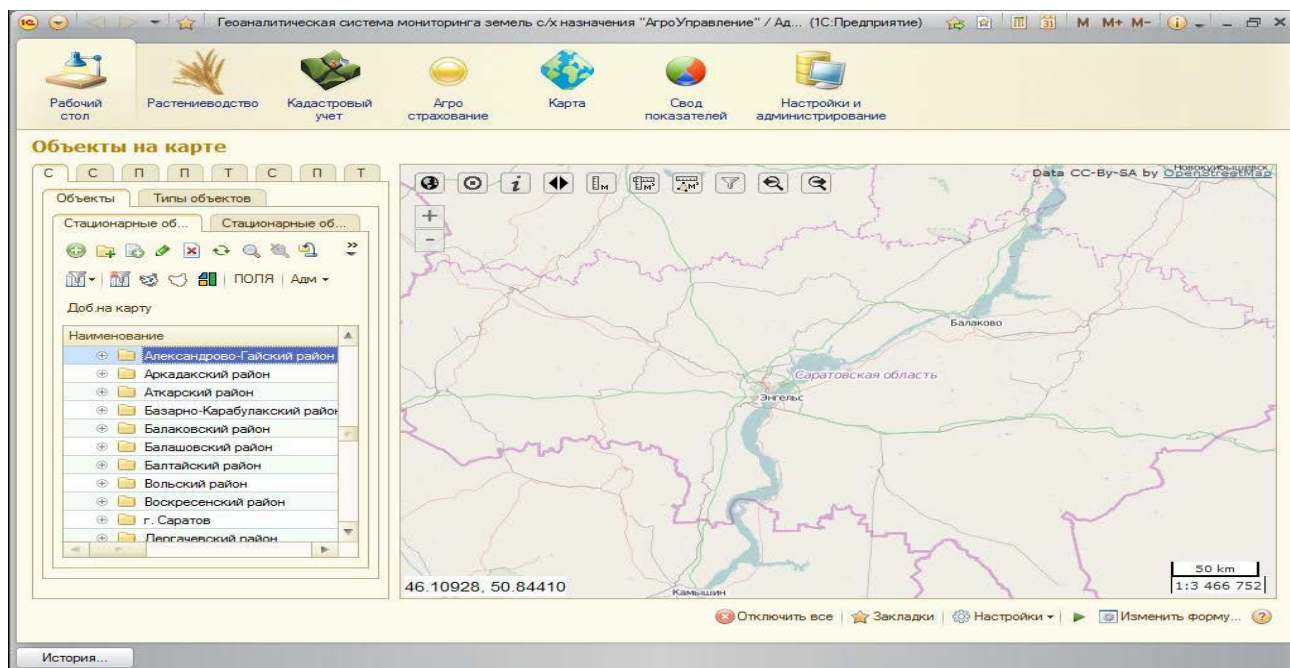 Геоаналитическая система мониторинга земель с/х назначения "АгроУправление" / Ад... (1С:Предприятие)
M M+ M-
Рабочий стол
Растениеводство
Кадастровый учет
Агро страхование
Карта
Свод показателей
Настройки и администрирование
Объекты на карте
С С П П Т С П Т
Объекты Типы объектов
Стационарные об... Стационарные об...
ПОЛЯ Адм
Доб.на карту
Наименование
Александрово-Гайский район
Аркадакский район
Аткарский район
Базарно-Карабулакский район
Балаковский район
Балашовский район
Балтайский район
Вольский район
Воскресенский район
г. Саратов
Дергачевский район
Новокуйбышевск
Data CC-By-SA by OpenStreetMap
+
-
Балаково
Саратовская область
Энгельс
Камышин
46.10928, 50.84410
50 km
1:3 466 752
Отключить все Закладки Настройки Изменить форму...
История...